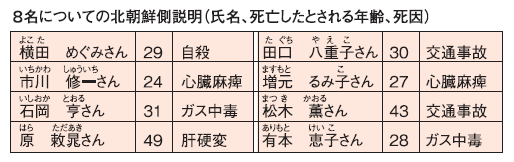 8名についての北朝鮮側説明（氏名、死亡したとされる年齢、死因）
よこた
横田 めぐみさん 29 自殺
たぐち やえこ
田口 八重子さん 30 交通事故
いちかわ しゅういち
市川 修一さん 24 心臓麻痺
ますもと こ
増元 るみ子さん 27 心臓麻痺
いしおか とおる
石岡 亨さん 31 ガス中毒
まつき かおる
松木 薫さん 43 交通事故
はら ただあき
原 敕晁さん 49 肝硬変
ありもと けいこ
有本 恵子さん 28 ガス中毒